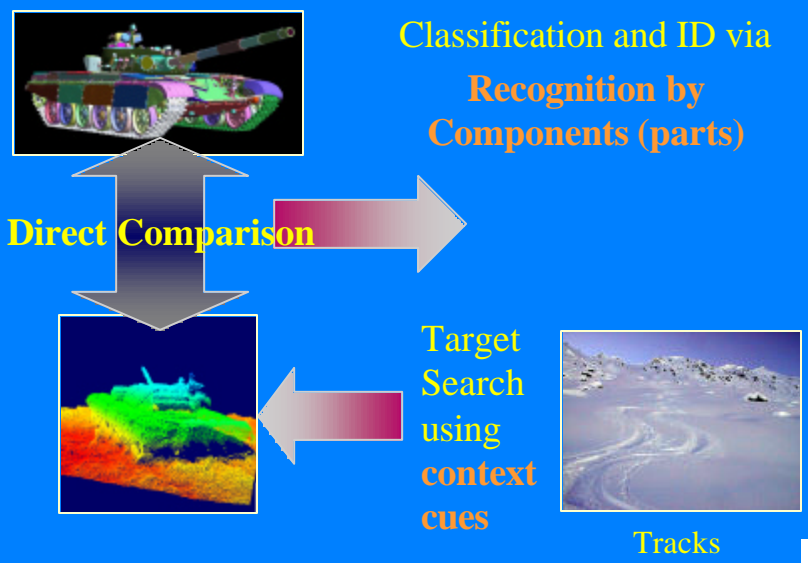 Classification and ID via
Recognition by
Components (parts)
Direct Comparison
Target
Search
using
context
cues
Tracks